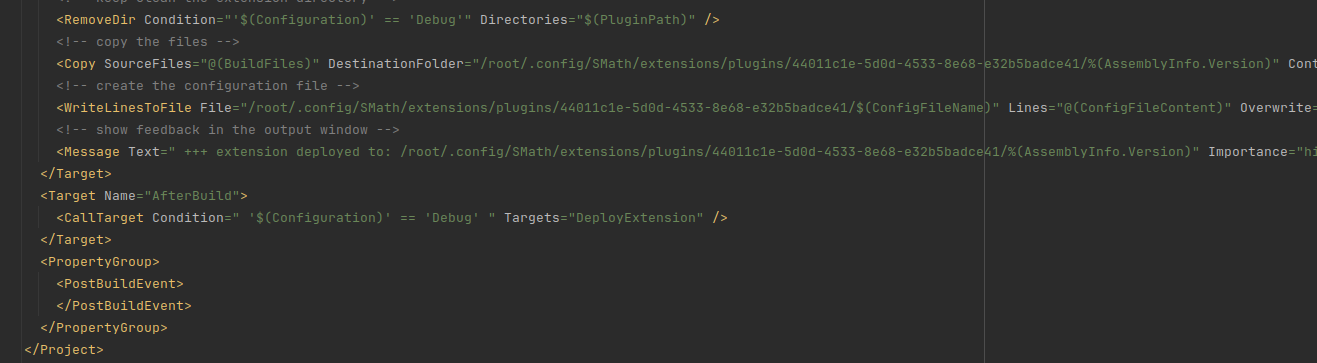 <RemoveDir Condition="'$(Configuration)' == 'Debug'" Directories="$(PluginPath)" />
<!-- copy the files -->
<Copy SourceFiles="@(BuildFiles)" DestinationFolder="/root/.config/SMath/extensions/plugins/44011c1e-5d0d-4533-8e68-e32b5badce41/%(AssemblyInfo.Version)" Cont
<!-- create the configuration file -->
<WriteLinesToFile File="/root/.config/SMath/extensions/plugins/44011c1e-5d0d-4533-8e68-e32b5badce41/$(ConfigFileName)" Lines="@(ConfigFileContent)" Overwrite=
<!-- show feedback in the output window -->
<Message Text=" +++ extension deployed to: /root/.config/SMath/extensions/plugins/44011c1e-5d0d-4533-8e68-e32b5badce41/%(AssemblyInfo.Version)" Importance="hi
</Target>
<Target Name="AfterBuild">
<CallTarget Condition=" '$(Configuration)' == 'Debug' " Targets="DeployExtension" />
</Target>
<PropertyGroup>
<PostBuildEvent>
</PostBuildEvent>
</PropertyGroup>
</Project>